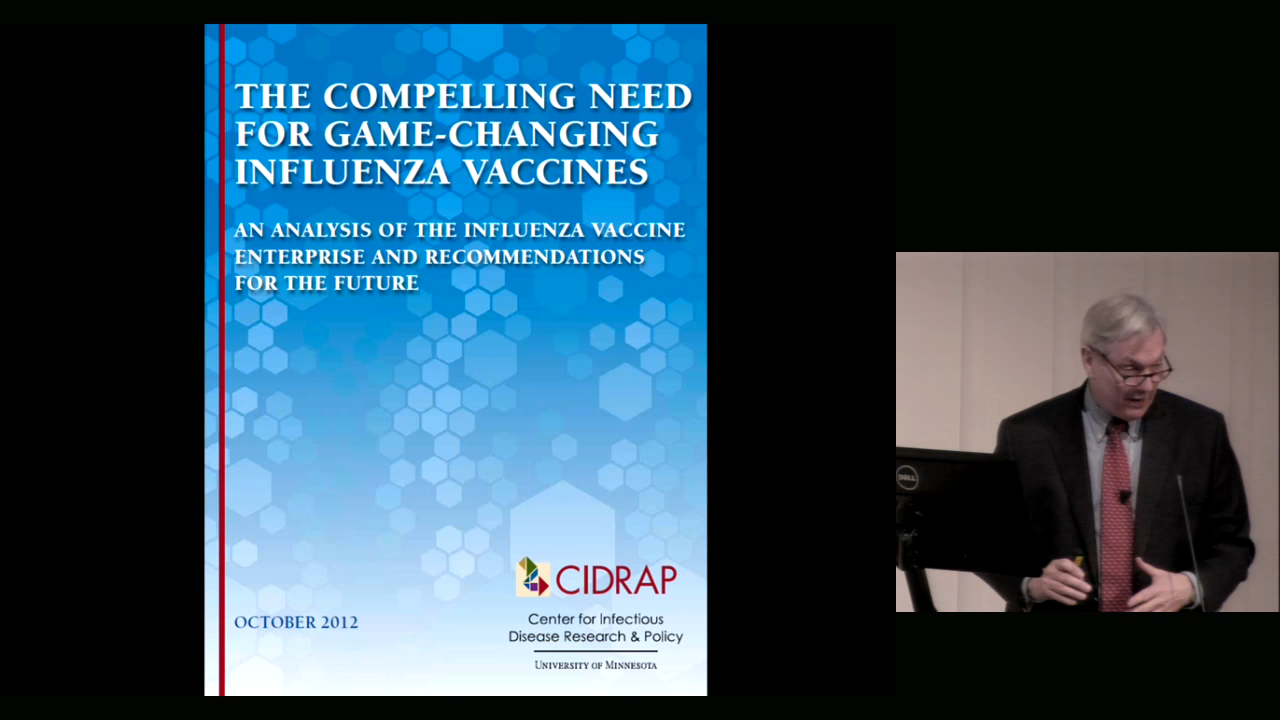 THE COMPELLING NEED
FOR GAME-CHANGING
INFLUENZA VACCINES
AN ANALYSIS OF THE INFLUENZA VACCINE
ENTERPRISE AND RECOMMENDATIONS
FOR THE FUTURE
OCTOBER 2012
CIDRAP
Center for Infectious
Disease Research & Policy
UNIVERSITY OF MINNESOTA
DELL